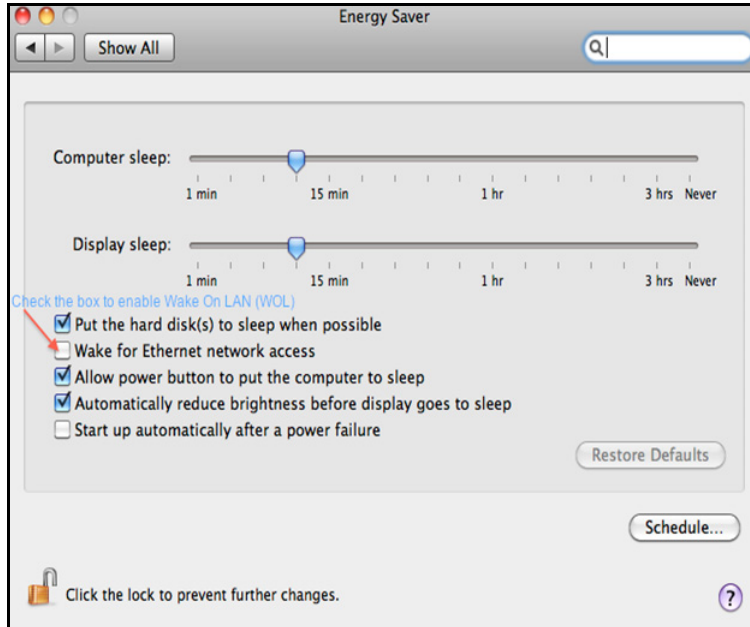 Energy Saver
Show All
Computer sleep:
1 min 15 min 1 hr 3 hrs Never
Display sleep:
1 min 15 min 1 hr 3 hrs Never
Check the box to enable Wake On LAN (WOL)
Put the hard disk(s) to sleep when possible
Wake for Ethernet network access
Allow power button to put the computer to sleep
Automatically reduce brightness before display goes to sleep
Start up automatically after a power failure
Restore Defaults
Schedule...
Click the lock to prevent further changes.
?